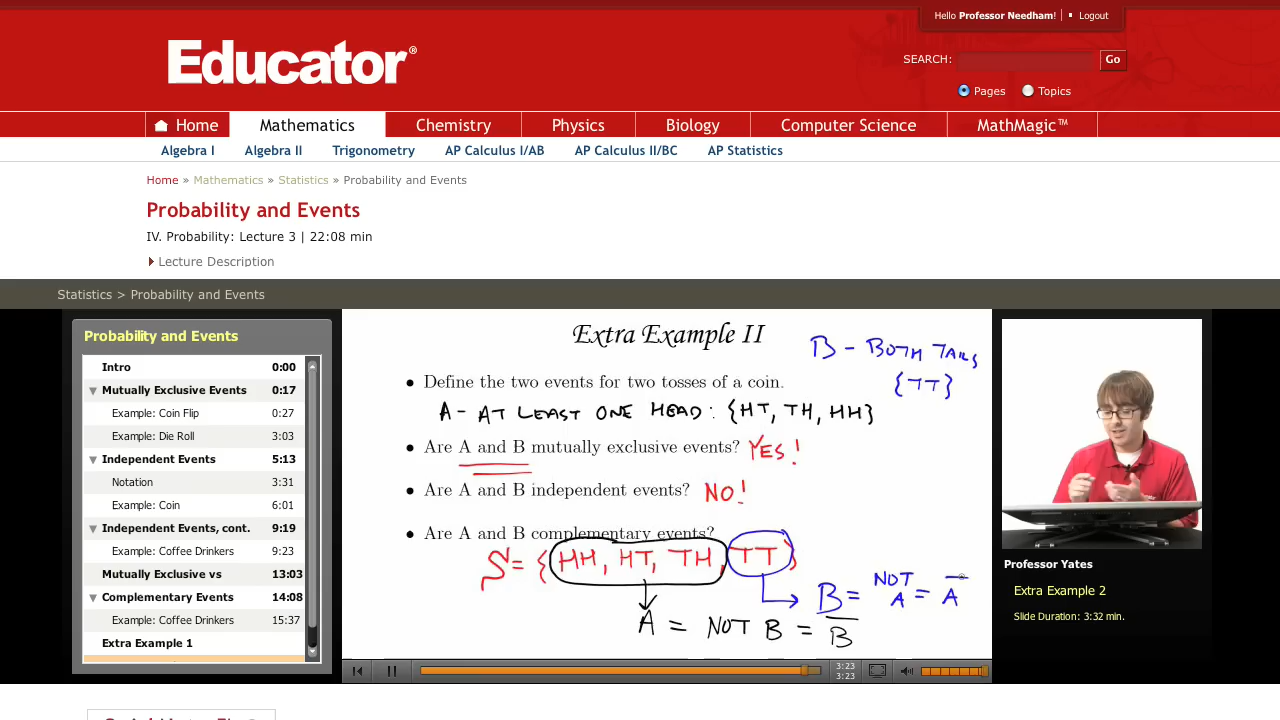 Hello Professor Needham! | ▪ Logout
Educator®
SEARCH: Go
Pages Topics
Home Mathematics Chemistry Physics Biology Computer Science MathMagic™
Algebra I Algebra II Trigonometry AP Calculus I/AB AP Calculus II/BC AP Statistics
Home » Mathematics » Statistics » Probability and Events
Probability and Events
IV. Probability: Lecture 3 | 22:08 min
Lecture Description
Statistics > Probability and Events
Probability and Events
Intro 0:00
Mutually Exclusive Events 0:17
Example: Coin Flip 0:27
Example: Die Roll 3:03
Independent Events 5:13
Notation 3:31
Example: Coin 6:01
Independent Events, cont. 9:19
Example: Coffee Drinkers 9:23
Mutually Exclusive vs 13:03
Complementary Events 14:08
Example: Coffee Drinkers 15:37
Extra Example 1
Extra Example II
B - BOTH TAILS
{TT}
• Define the two events for two tosses of a coin.
A - AT LEAST ONE HEAD: {HT, TH, HH}
• Are A and B mutually exclusive events? YES!
• Are A and B independent events? NO!
• Are A and B complementary events?
S = {HH, HT, TH, TT}
B = NOT A = A̅
A = NOT B = B̅
3:23
3:23
Professor Yates
Extra Example 2
Slide Duration: 3:32 min.